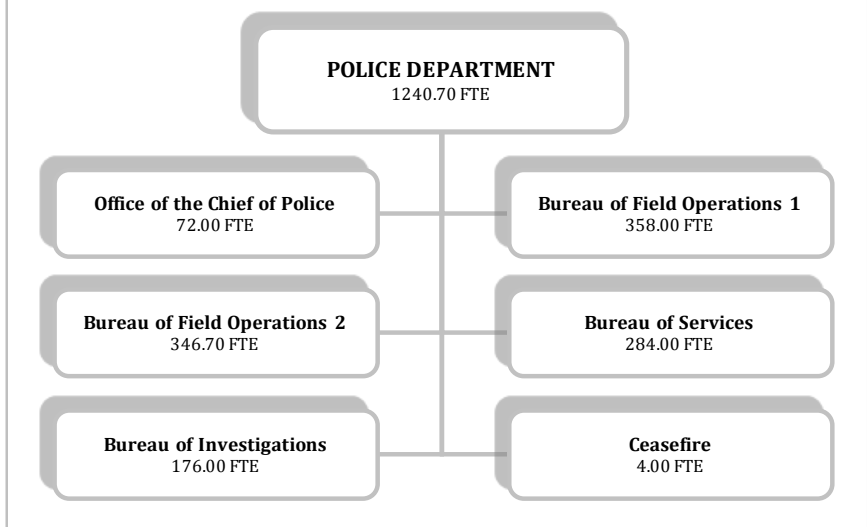 POLICE DEPARTMENT
1240.70 FTE
Office of the Chief of Police
72.00 FTE
Bureau of Field Operations 1
358.00 FTE
Bureau of Field Operations 2
346.70 FTE
Bureau of Services
284.00 FTE
Bureau of Investigations
176.00 FTE
Ceasefire
4.00 FTE